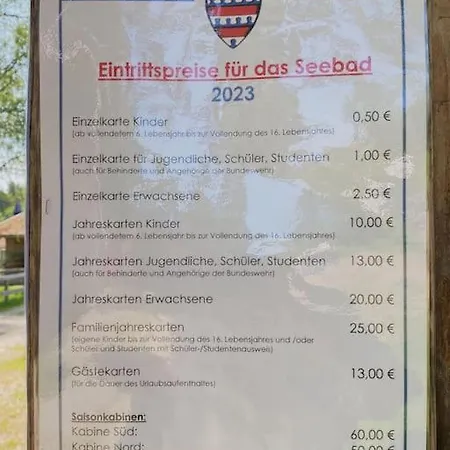 Eintrittspreise für das Seebad
2023
Einzelkarte Kinder 0,50 €
(ab vollendetem 6. Lebensjahr bis zur Vollendung des 16. Lebensjahres)
Einzelkarte für Jugendliche, Schüler, Studenten 1,00 €
(auch für Behinderte und Angehörige der Bundeswehr)
Einzelkarte Erwachsene 2,50 €
Jahreskarten Kinder 10,00 €
(ab vollendetem 6. Lebensjahr bis zur Vollendung des 16. Lebensjahres)
Jahreskarten Jugendliche, Schüler, Studenten 13,00 €
(auch für Behinderte und Angehörige der Bundeswehr)
Jahreskarten Erwachsene 20,00 €
Familienjahreskarten 25,00 €
(eigene Kinder bis zur Vollendung des 16. Lebensjahres und /oder
Schüler und Studenten mit Schüler-/Studentenausweis)
Gästekarten 13,00 €
(für die Dauer des Urlaubsaufenthaltes)
Saisonkabinen:
Kabine Süd: 60,00 €
Kabine Nord: 50,00 €